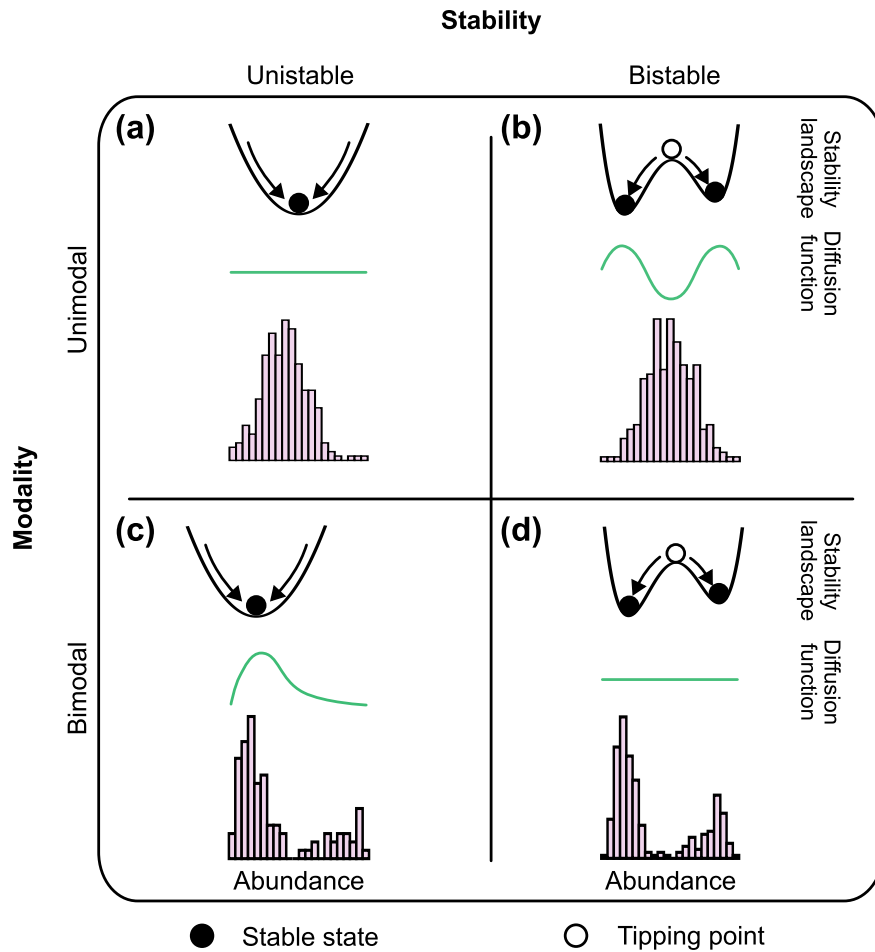 Stability
Unistable
Bistable
(a)
(b)
Stability
landscape
Diffusion
function
Unimodal
Modality
(c)
(d)
Stability
landscape
Diffusion
function
Bimodal
Abundance
Abundance
Stable state
Tipping point